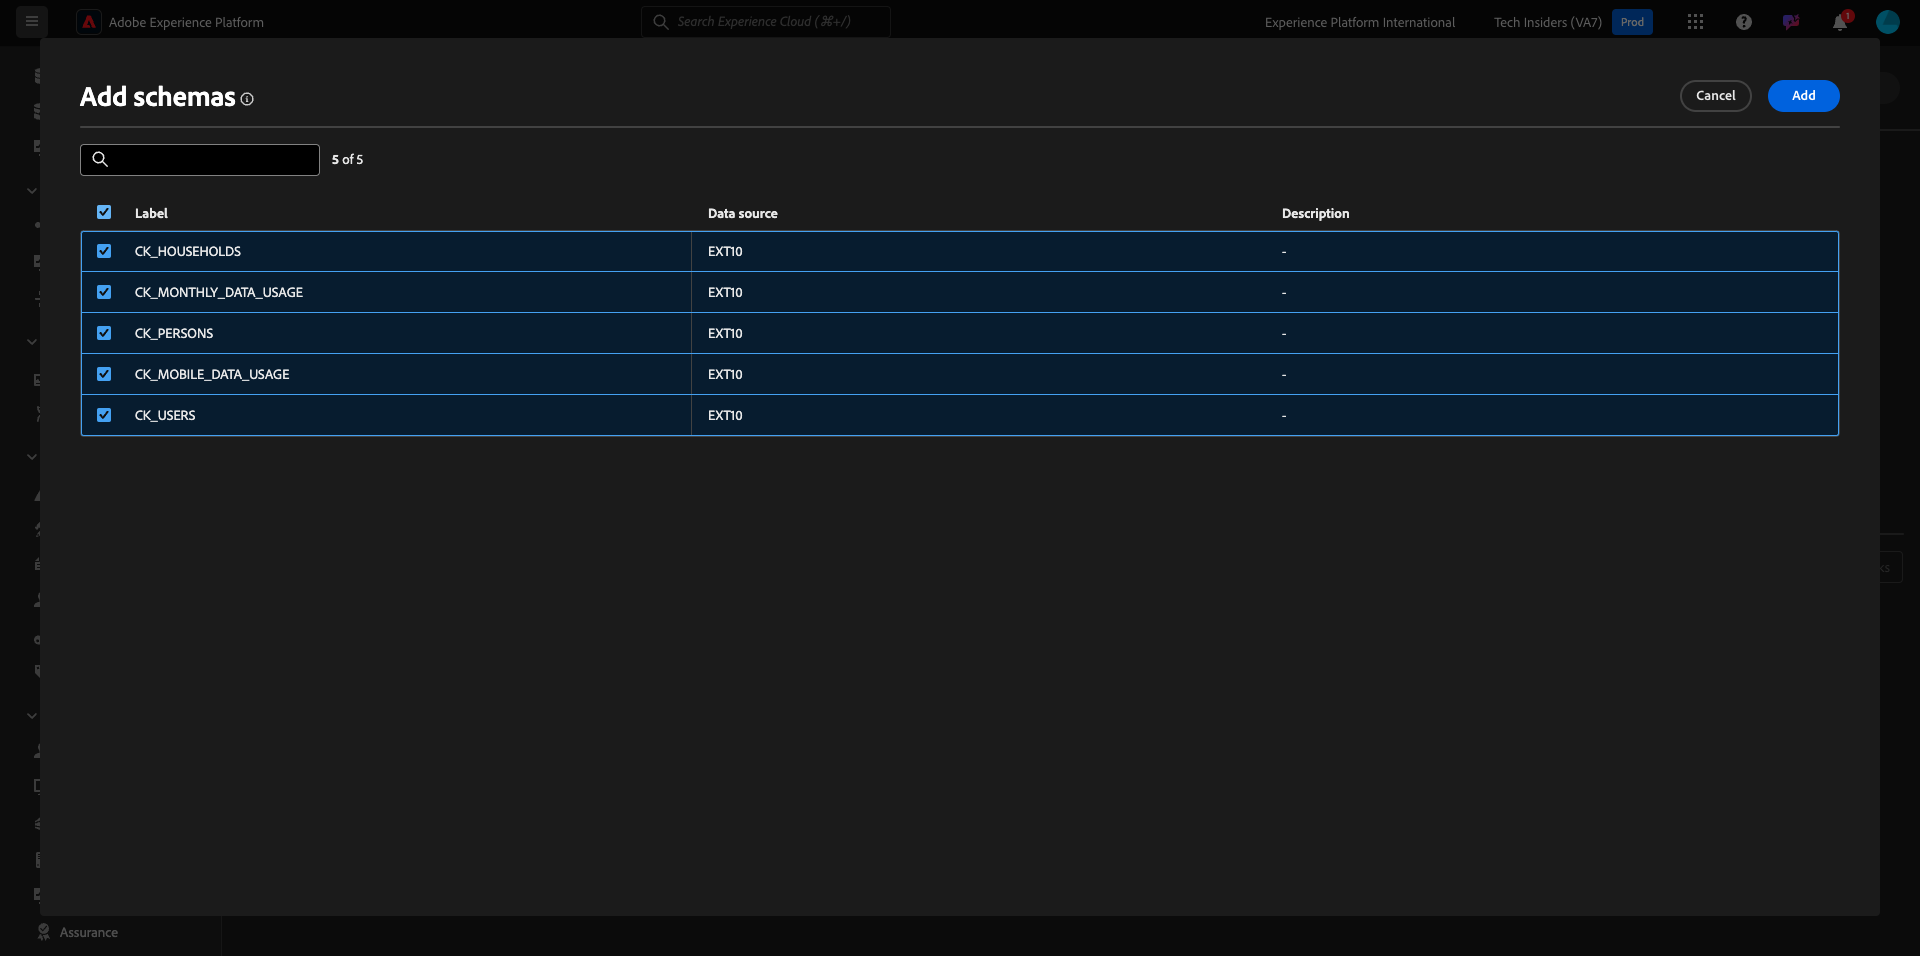 Adobe Experience Platform
Search Experience Cloud (⌘+/)
Experience Platform International
Tech Insiders (VA7)
Prod
1
Add schemas
Cancel
Add
5 of 5
Label
Data source
Description
CK_HOUSEHOLDS
EXT10
-
CK_MONTHLY_DATA_USAGE
EXT10
-
CK_PERSONS
EXT10
-
CK_MOBILE_DATA_USAGE
EXT10
-
CK_USERS
EXT10
-
Assurance